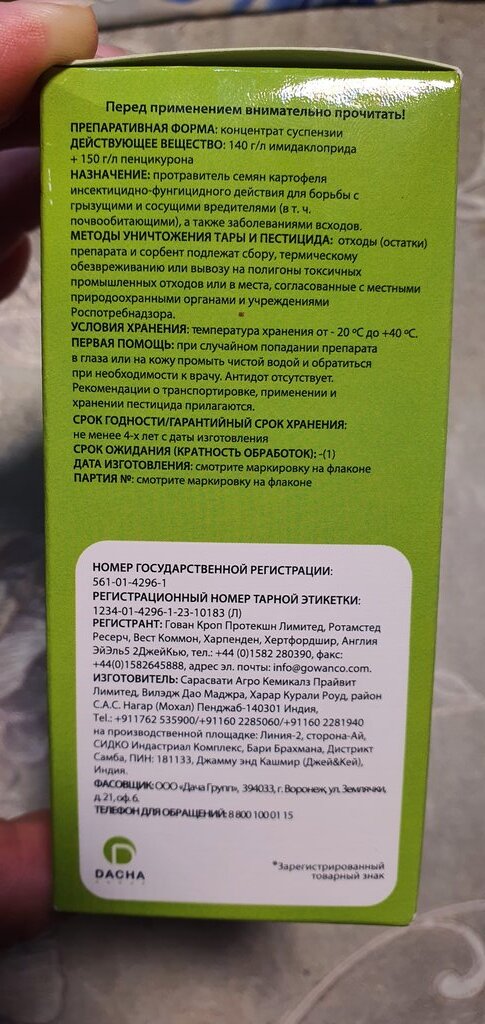 Перед применением внимательно прочитать!
ПРЕПАРАТИВНАЯ ФОРМА: концентрат суспензии
ДЕЙСТВУЮЩЕЕ ВЕЩЕСТВО: 140 г/л имидаклоприда
+ 150 г/л пенцикурона
НАЗНАЧЕНИЕ: протравитель семян картофеля
инсектицидно-фунгицидного действия для борьбы с
грызущими и сосущими вредителями (в т. ч.
почвообитающими), а также заболеваниями всходов.
МЕТОДЫ УНИЧТОЖЕНИЯ ТАРЫ И ПЕСТИЦИДА: отходы (остатки)
препарата и сорбент подлежат сбору, термическому
обезвреживанию или вывозу на полигоны токсичных
промышленных отходов или в места, согласованные с местными
природоохранными органами и учреждениями
Роспотребнадзора.
УСЛОВИЯ ХРАНЕНИЯ: температура хранения от - 20 ºС до +40 ºС.
ПЕРВАЯ ПОМОЩЬ: при случайном попадании препарата
в глаза или на кожу промыть чистой водой и обратиться
при необходимости к врачу. Антидот отсутствует.
Рекомендации о транспортировке, применении и
хранении пестицида прилагаются.
СРОК ГОДНОСТИ/ГАРАНТИЙНЫЙ СРОК ХРАНЕНИЯ:
не менее 4-х лет с даты изготовления
СРОК ОЖИДАНИЯ (КРАТНОСТЬ ОБРАБОТОК): -(1)
ДАТА ИЗГОТОВЛЕНИЯ: смотрите маркировку на флаконе
ПАРТИЯ №: смотрите маркировку на флаконе
НОМЕР ГОСУДАРСТВЕННОЙ РЕГИСТРАЦИИ:
561-01-4296-1
РЕГИСТРАЦИОННЫЙ НОМЕР ТАРНОЙ ЭТИКЕТКИ:
1234-01-4296-1-23-10183 (Л)
РЕГИСТРАНТ: Гован Кроп Протекшн Лимитед, Ротамстед
Ресерч, Вест Коммон, Харпенден, Хертфордшир, Англия
ЭйЭль5 2ДжейКью, тел.: +44 (0)1582 280390, факс:
+44(0)1582645888, адрес эл. почты: info@gowanco.com.
ИЗГОТОВИТЕЛЬ: Сарасвати Агро Кемикалз Прайвит
Лимитед, Вилэдж Дао Маджра, Харар Курали Роуд, район
С.А.С. Нагар (Мохал) Пенджаб-140301 Индия,
Tel.: +911762 535900/+91160 2285060/+91160 2281940
на производственной площадке: Линия-2, сторона-Ай,
СИДКО Индастриал Комплекс, Бари Брахмана, Дистрикт
Самба, ПИН: 181133, Джамму энд Кашмир (Джей&Кей),
Индия.
ФАСОВЩИК: ООО «Дача Групп», 394033, г. Воронеж, ул. Землячки,
д. 21, оф. 6.
ТЕЛЕФОН ДЛЯ ОБРАЩЕНИЙ: 8 800 100 01 15
DACHA
*Зарегистрированный
товарный знак